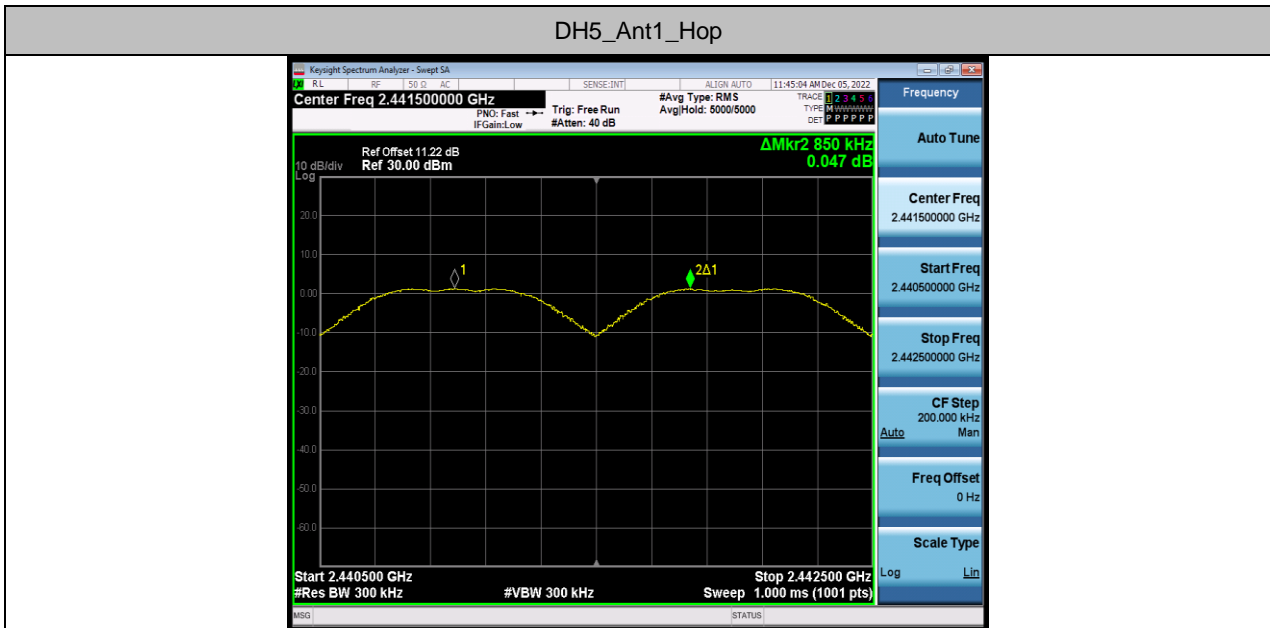 DH5_Ant1_Hop
Keysight Spectrum Analyzer - Swept SA
RL RF 50 Ω AC SENSE:INT ALIGN AUTO 11:45:04 AM Dec 05, 2022
Center Freq 2.441500000 GHz
PNO: Fast
IFGain:Low
Trig: Free Run
#Atten: 40 dB
#Avg Type: RMS
Avg|Hold: 5000/5000
TRACE 1 2 3 4 5 6
TYPE M
DET P P P P P P
ΔMkr2 850 kHz
0.047 dB
Ref Offset 11.22 dB
10 dB/div Ref 30.00 dBm
Log
20.0
10.0
0.00
-10.0
-20.0
-30.0
-40.0
-50.0
-60.0
1
2Δ1
Start 2.440500 GHz Stop 2.442500 GHz
#Res BW 300 kHz #VBW 300 kHz Sweep 1.000 ms (1001 pts)
MSG STATUS
Frequency
Auto Tune
Center Freq
2.441500000 GHz
Start Freq
2.440500000 GHz
Stop Freq
2.442500000 GHz
CF Step
200.000 kHz
Auto Man
Freq Offset
0 Hz
Scale Type
Log Lin